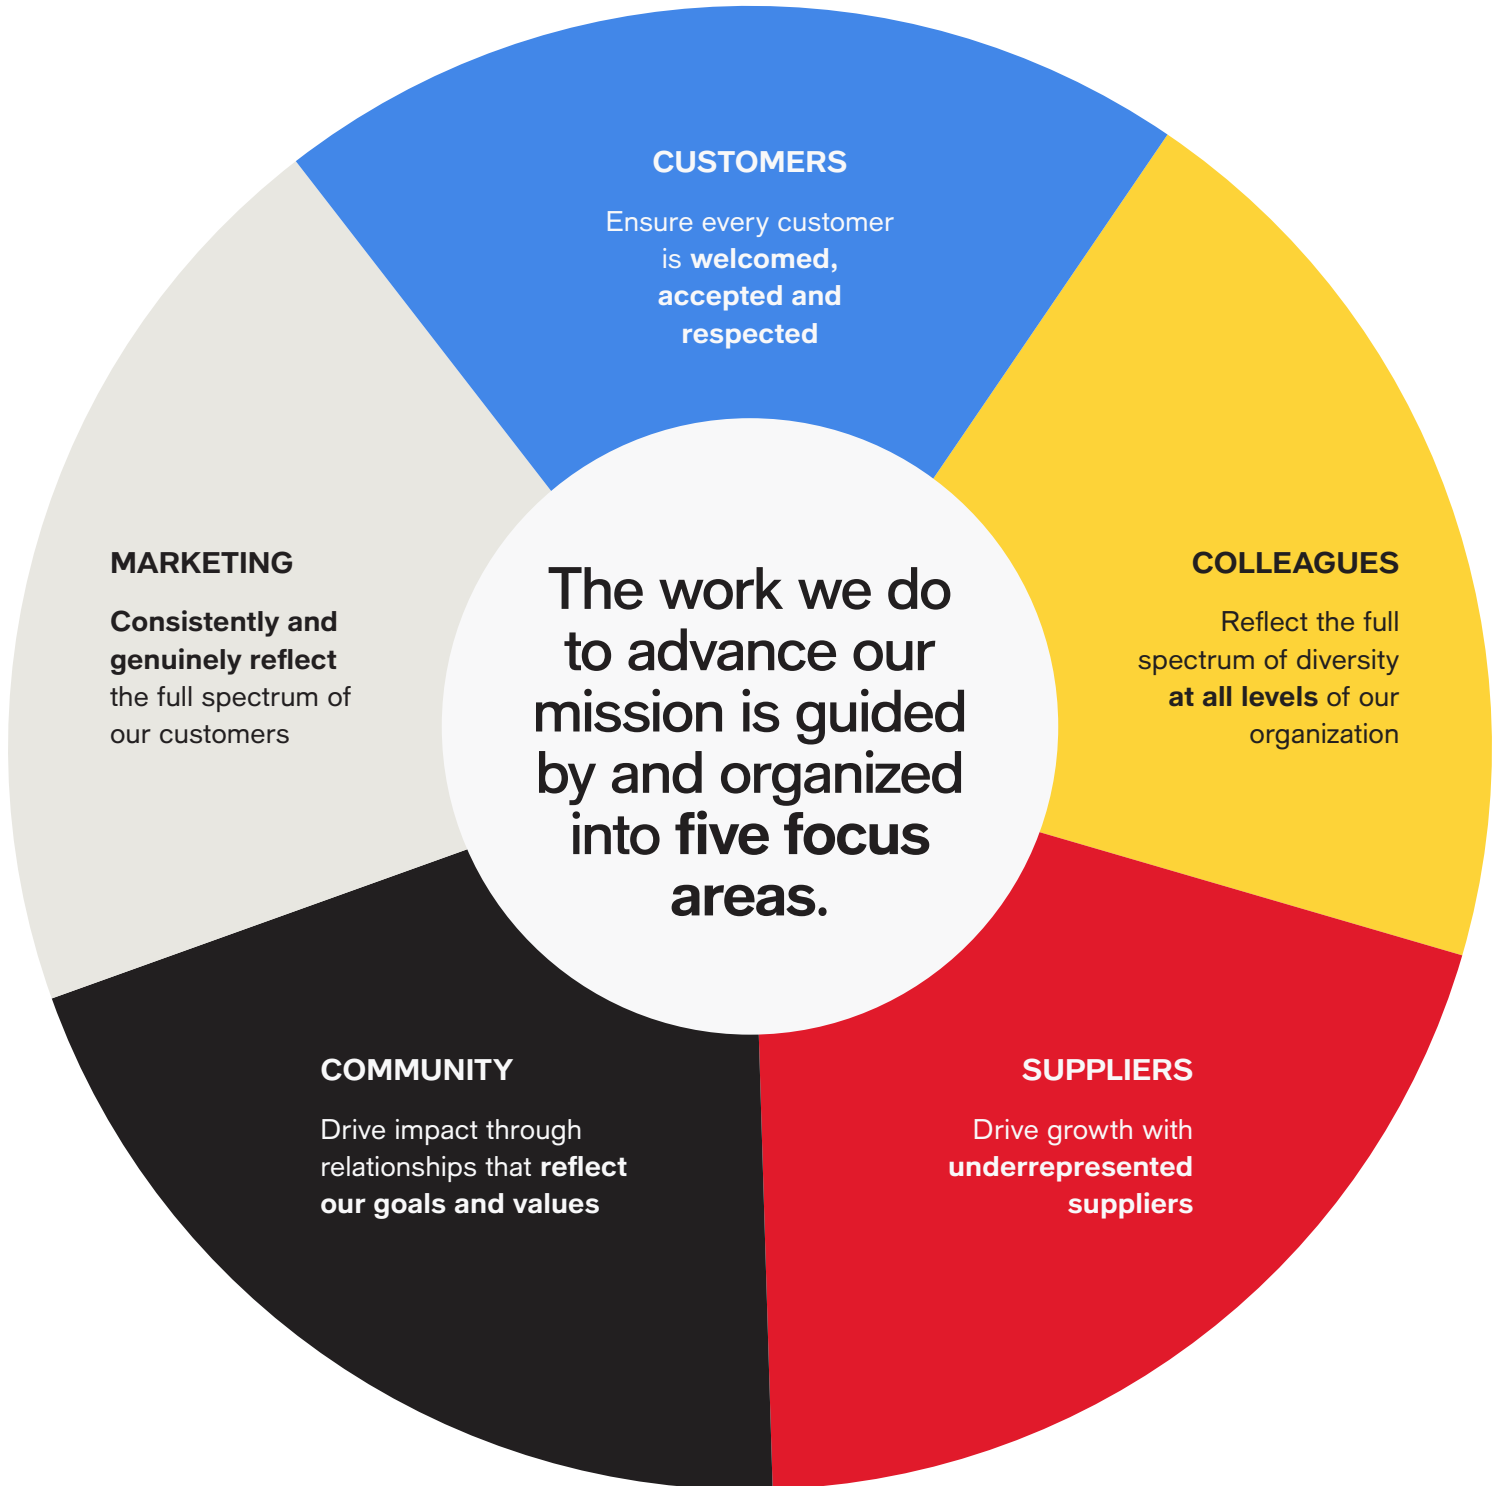 CUSTOMERS
Ensure every customer
is welcomed,
accepted and
respected
MARKETING
Consistently and
genuinely reflect
the full spectrum of
our customers
The work we do
to advance our
mission is guided
by and organized
into five focus
areas.
COLLEAGUES
Reflect the full
spectrum of diversity
at all levels of our
organization
COMMUNITY
Drive impact through
relationships that reflect
our goals and values
SUPPLIERS
Drive growth with
underrepresented
suppliers